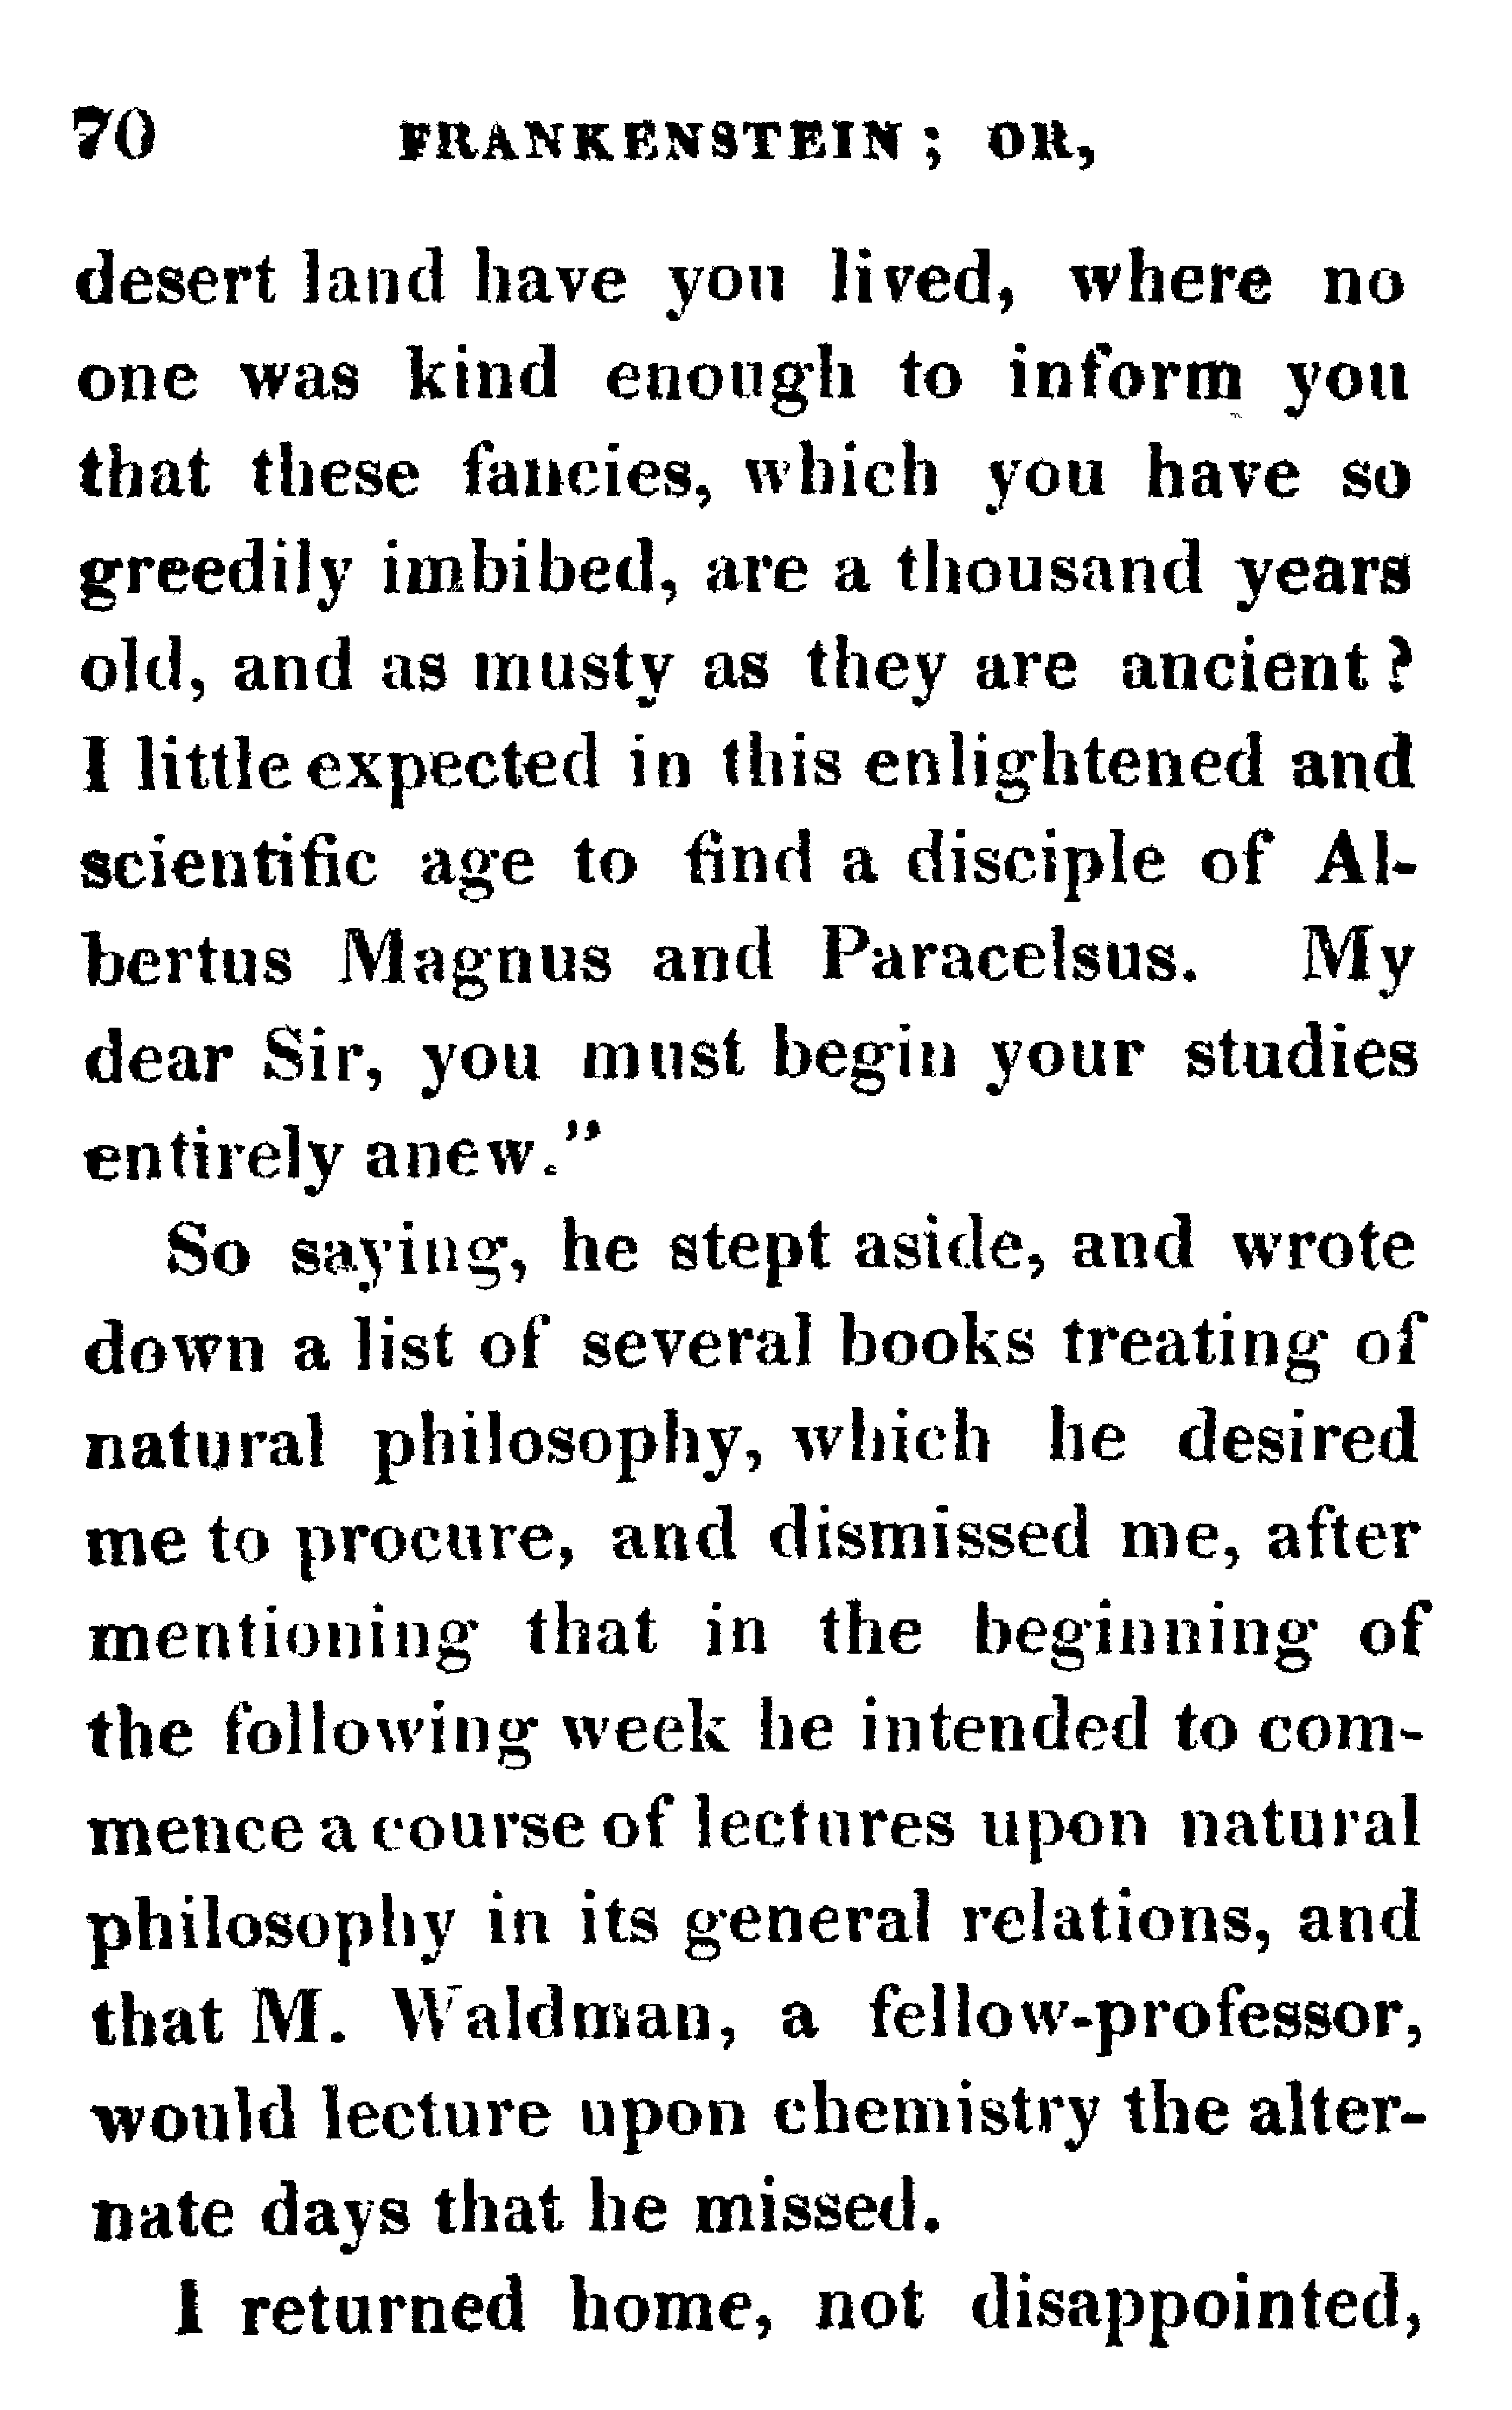 70 FRANKENSTEIN; OR,
desert land have you lived, where no
one was kind enough to inform you
that these fancies, which you have so
greedily imbibed, are a thousand years
old, and as musty as they are ancient?
I little expected in this enlightened and
scientific age to find a disciple of Al-
bertus Magnus and Paracelsus. My
dear Sir, you must begin your studies
entirely anew."
So saying, he stept aside, and wrote
down a list of several books treating of
natural philosophy, which he desired
me to procure, and dismissed me, after
mentioning that in the beginning of
the following week he intended to com-
mence a course of lectures upon natural
philosophy in its general relations, and
that M. Waldman, a fellow-professor,
would lecture upon chemistry the alter-
nate days that he missed.
I returned home, not disappointed,